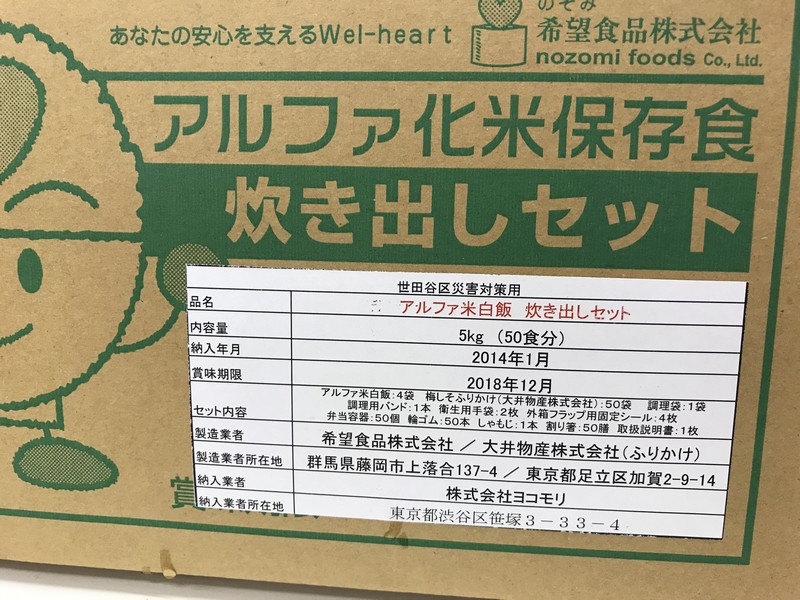 あなたの安心を支えるWel-heart
のぞみ
希望食品株式会社
nozomi foods Co., Ltd.
アルファ化米保存食
炊き出しセット
世田谷区災害対策用
品名 アルファ米白飯 炊き出しセット
内容量 5kg (50食分)
納入年月 2014年1月
賞味期限 2018年12月
セット内容 アルファ米白飯:4袋 梅しそふりかけ(大井物産株式会社):50袋 調理袋:1袋
調理用バンド:1本 衛生用手袋:2枚 外箱フラップ用固定シール:4枚
弁当容器:50個 輪ゴム:50本 しゃもじ:1本 割り箸:50膳 取扱説明書:1枚
製造業者 希望食品株式会社 / 大井物産株式会社(ふりかけ)
製造業者所在地 群馬県藤岡市上落合137-4 / 東京都足立区加賀2-9-14
納入業者 株式会社ヨコモリ
納入業者所在地 東京都渋谷区笹塚3-33-4
賞